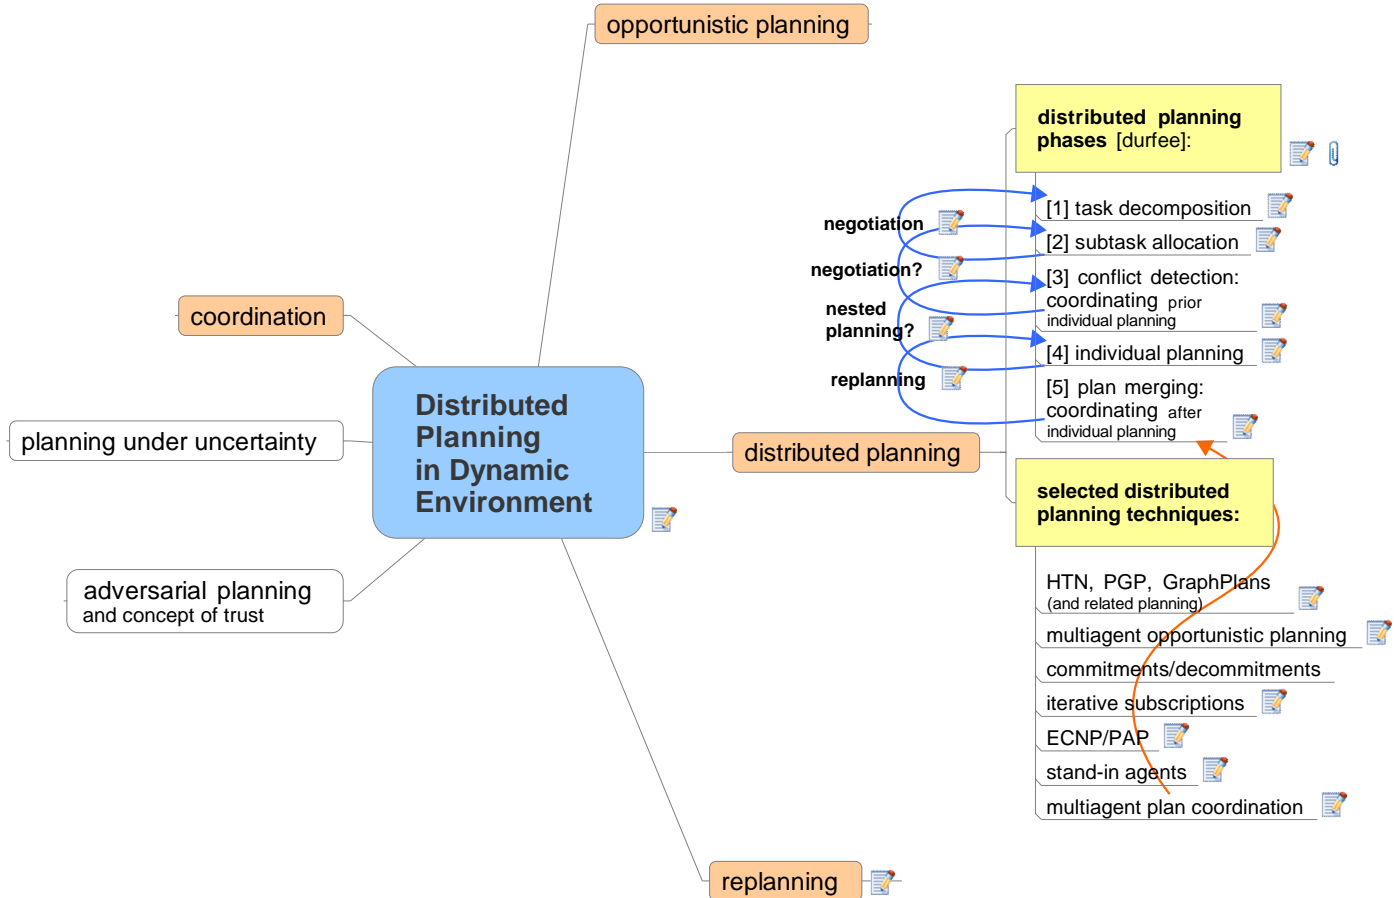 opportunistic planning
distributed planning
phases [durfee]:
[1] task decomposition
negotiation
[2] subtask allocation
negotiation?
[3] conflict detection:
coordinating prior
individual planning
nested
planning?
[4] individual planning
replanning
[5] plan merging:
coordinating after
individual planning
coordination
Distributed
Planning
in Dynamic
Environment
planning under uncertainty
distributed planning
selected distributed
planning techniques:
HTN, PGP, GraphPlans
(and related planning)
multiagent opportunistic planning
commitments/decommitments
iterative subscriptions
ECNP/PAP
stand-in agents
multiagent plan coordination
adversarial planning
and concept of trust
replanning